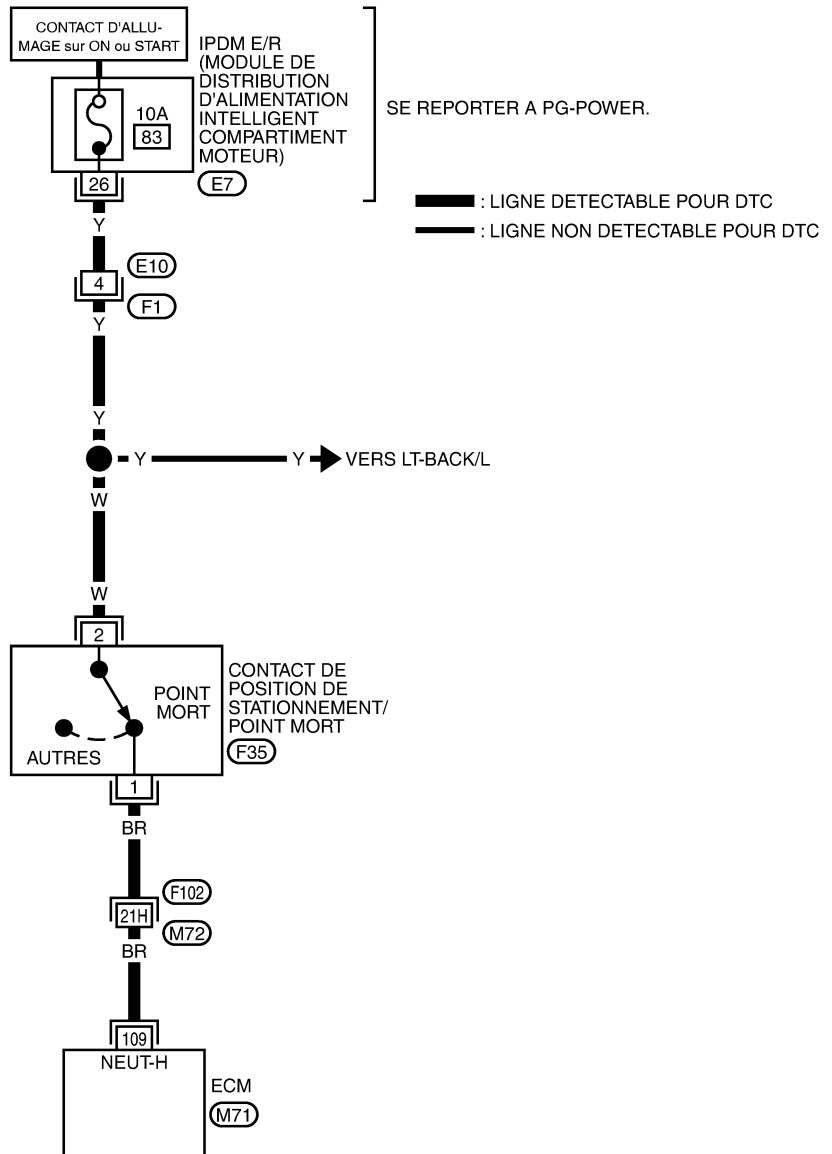 CONTACT D'ALLU-
MAGE sur ON ou START
IPDM E/R
(MODULE DE
DISTRIBUTION
D'ALIMENTATION
INTELLIGENT
COMPARTIMENT
MOTEUR)
10A
83
26
E7
SE REPORTER A PG-POWER.
: LIGNE DETECTABLE POUR DTC
: LIGNE NON DETECTABLE POUR DTC
Y
E10
4
F1
Y
Y
Y
Y
VERS LT-BACK/L
W
W
2
POINT
MORT
AUTRES
CONTACT DE
POSITION DE
STATIONNEMENT/
POINT MORT
F35
1
BR
F102
21H
M72
BR
109
NEUT-H
ECM
M71